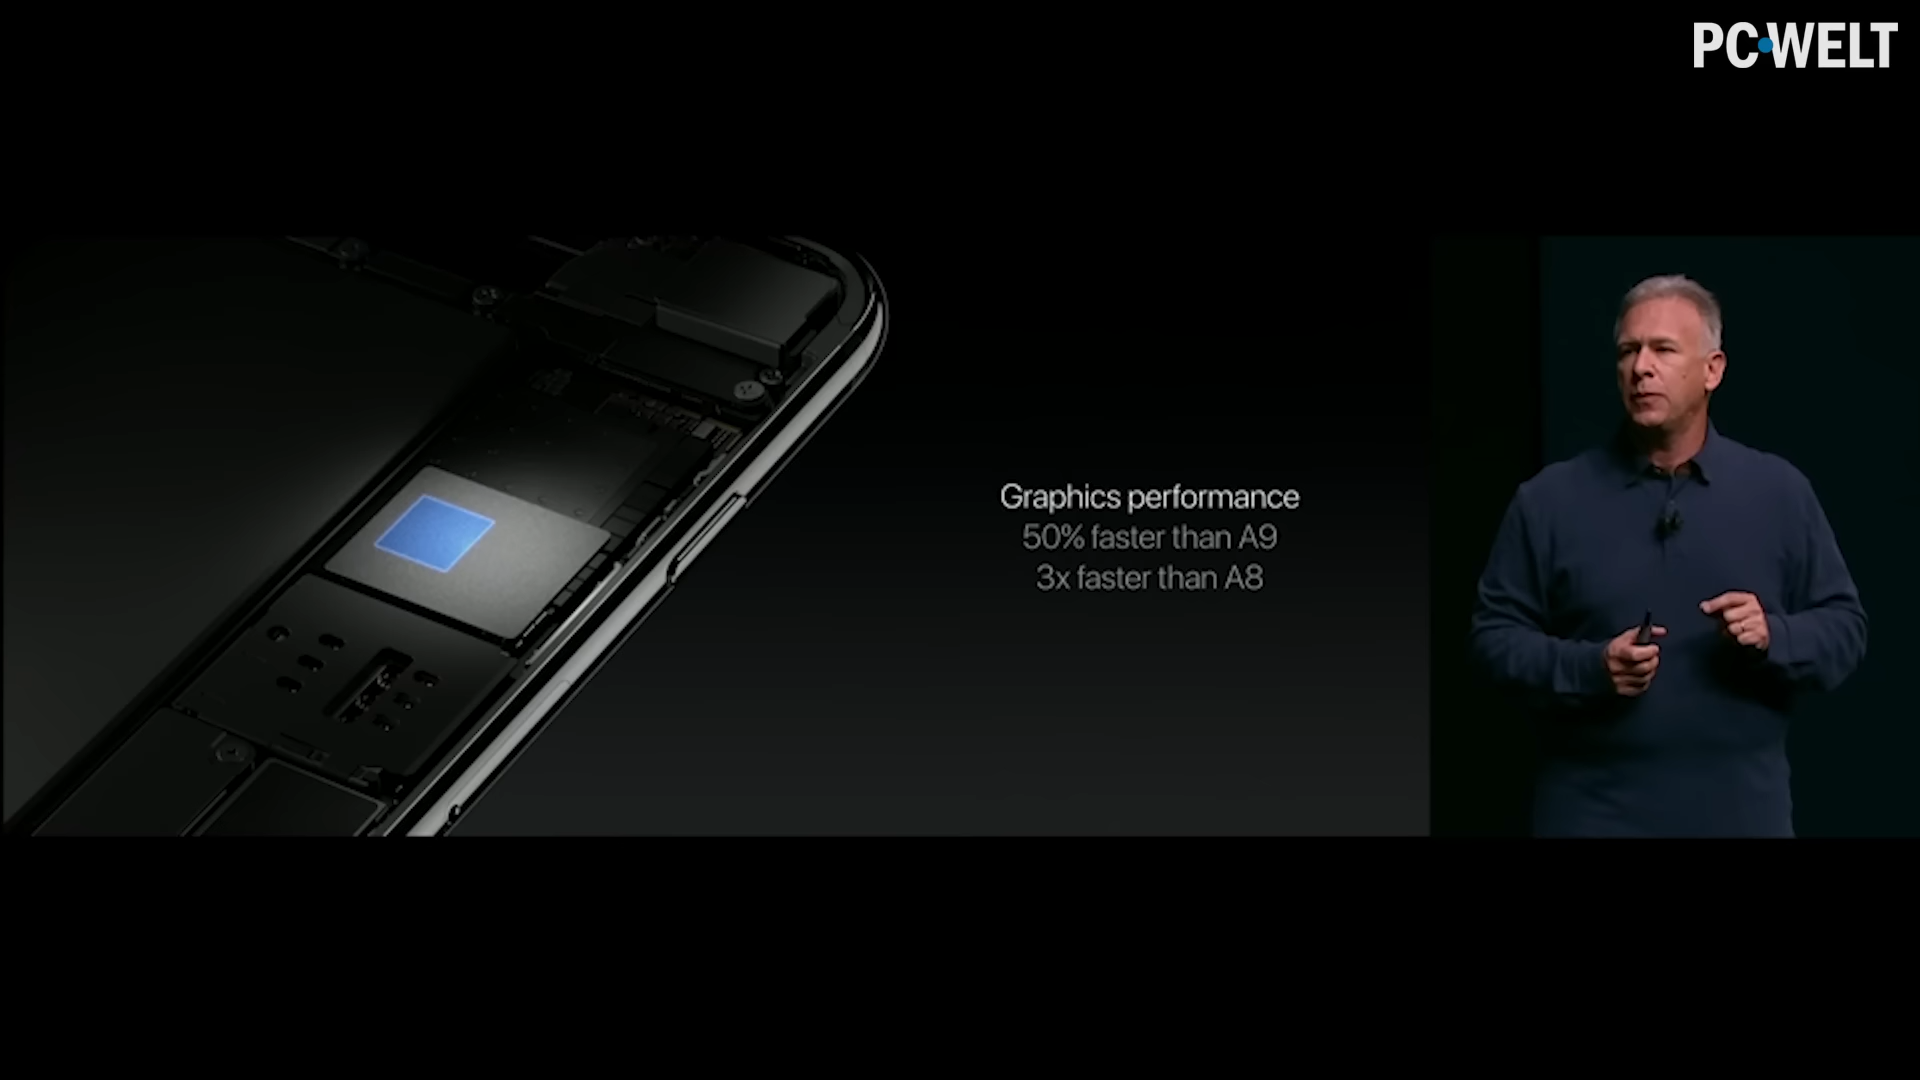 PC WELT
Graphics performance
50% faster than A9
3x faster than A8